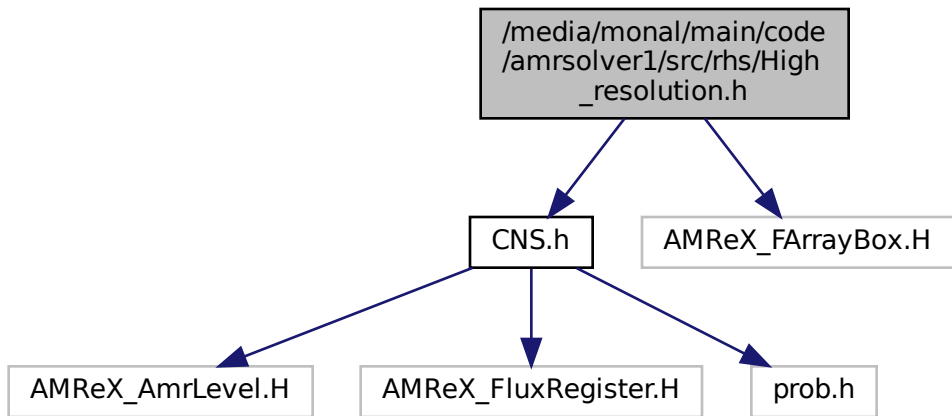 /media/monal/main/code
/amrsolver1/src/rhs/High
_resolution.h
CNS.h
AMReX_FArrayBox.H
AMReX_AmrLevel.H
AMReX_FluxRegister.H
prob.h